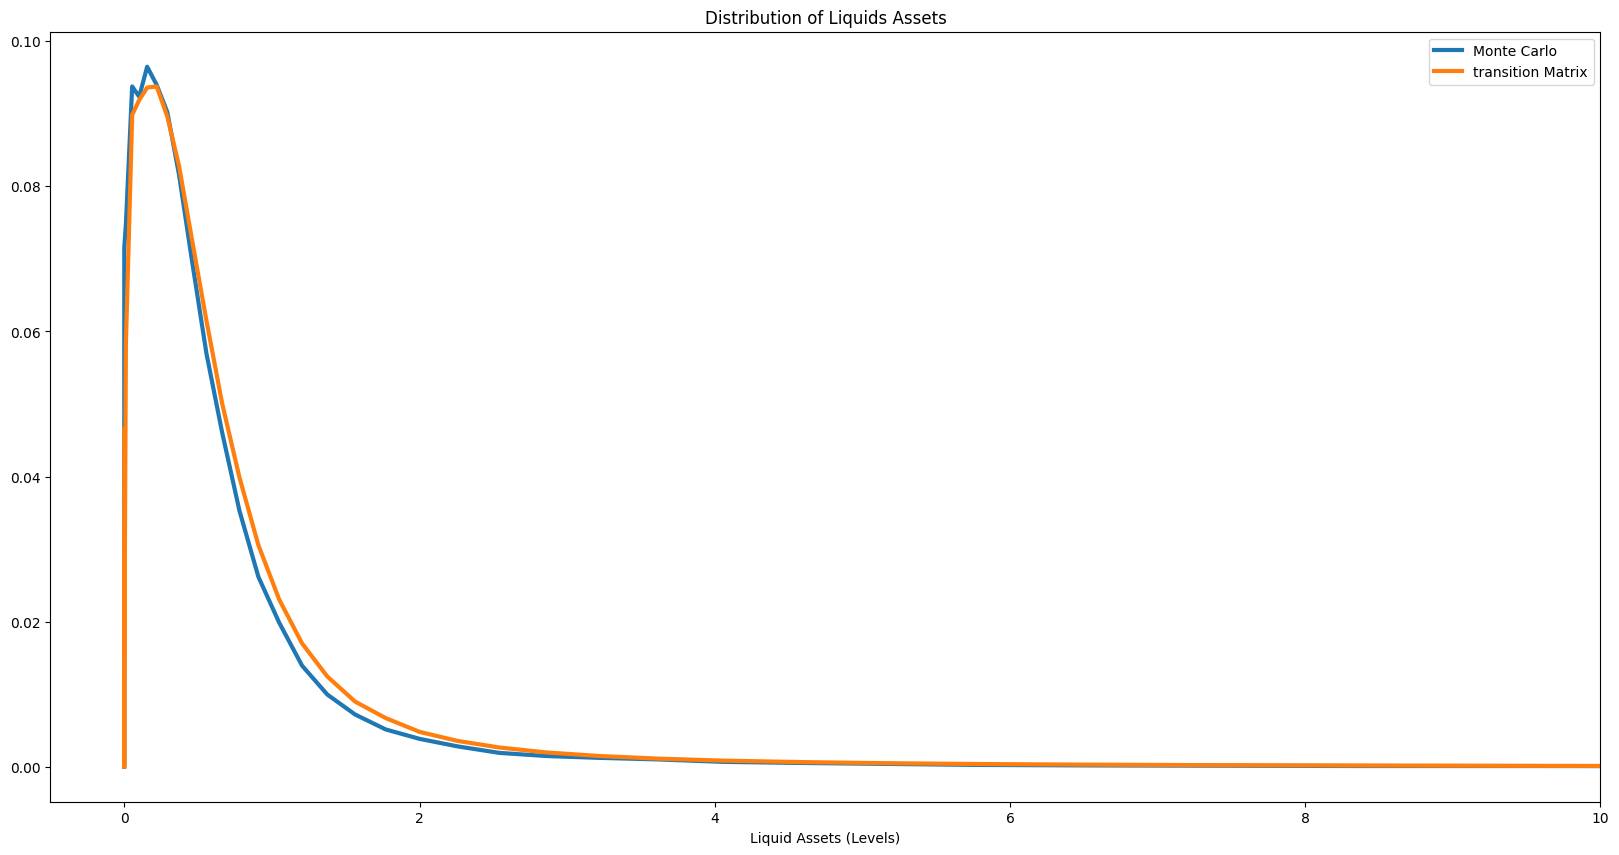 Distribution of Liquids Assets
Monte Carlo
transition Matrix
0.10
0.08
0.06
0.04
0.02
0.00
0 2 4 6 8 10
Liquid Assets (Levels)